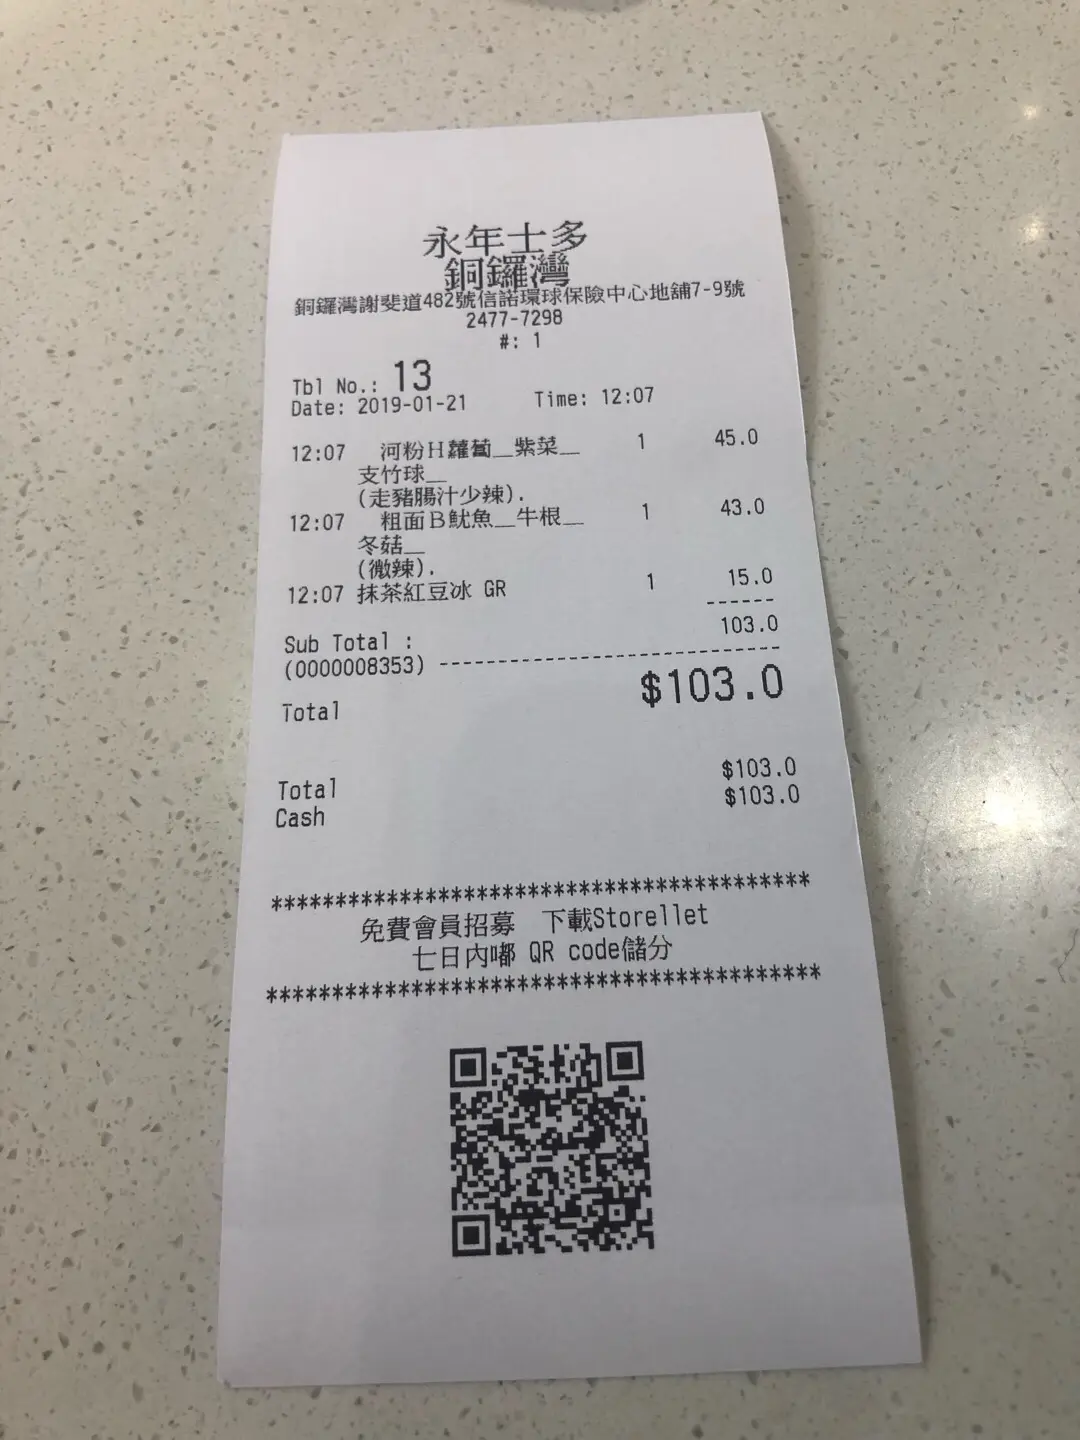 永年士多
銅鑼灣
銅鑼灣謝斐道482號信諾環球保險中心地舖7-9號
2477-7298
#: 1
Tbl No.: 13
Date: 2019-01-21 Time: 12:07
12:07 河粉H蘿蔔__紫菜__ 1 45.0
支竹球__
(走豬腸汁少辣).
12:07 粗面B魷魚__牛根__ 1 43.0
冬菇__
(微辣).
12:07 抹茶紅豆冰 GR 1 15.0
------
Sub Total : 103.0
(0000008353) ---------------------------
Total $103.0
Total $103.0
Cash $103.0
******************************************
免費會員招募 下載Storellet
七日內嘟 QR code儲分
******************************************